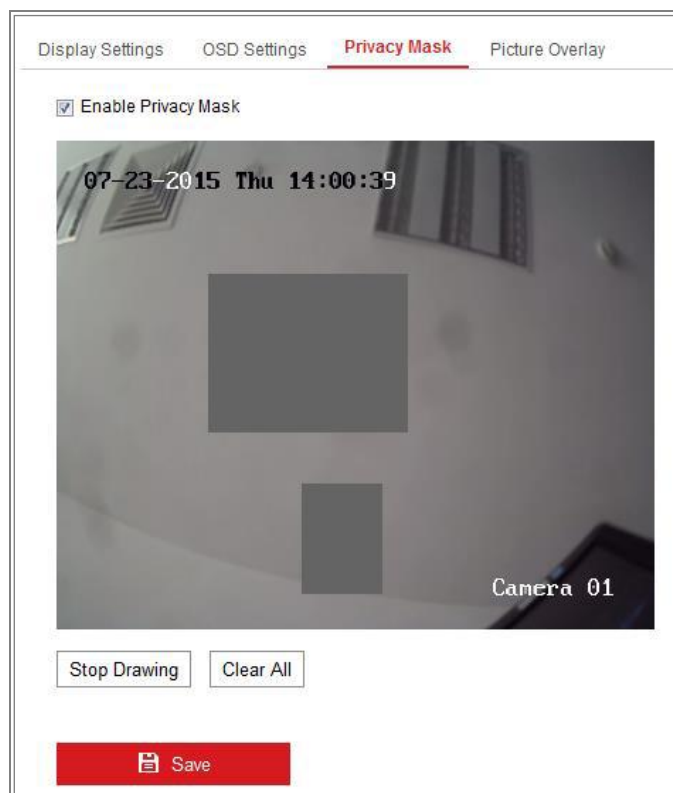 Display Settings OSD Settings Privacy Mask Picture Overlay
Enable Privacy Mask
07-23-2015 Thu 14:00:39
Camera 01
Stop Drawing Clear All
Save